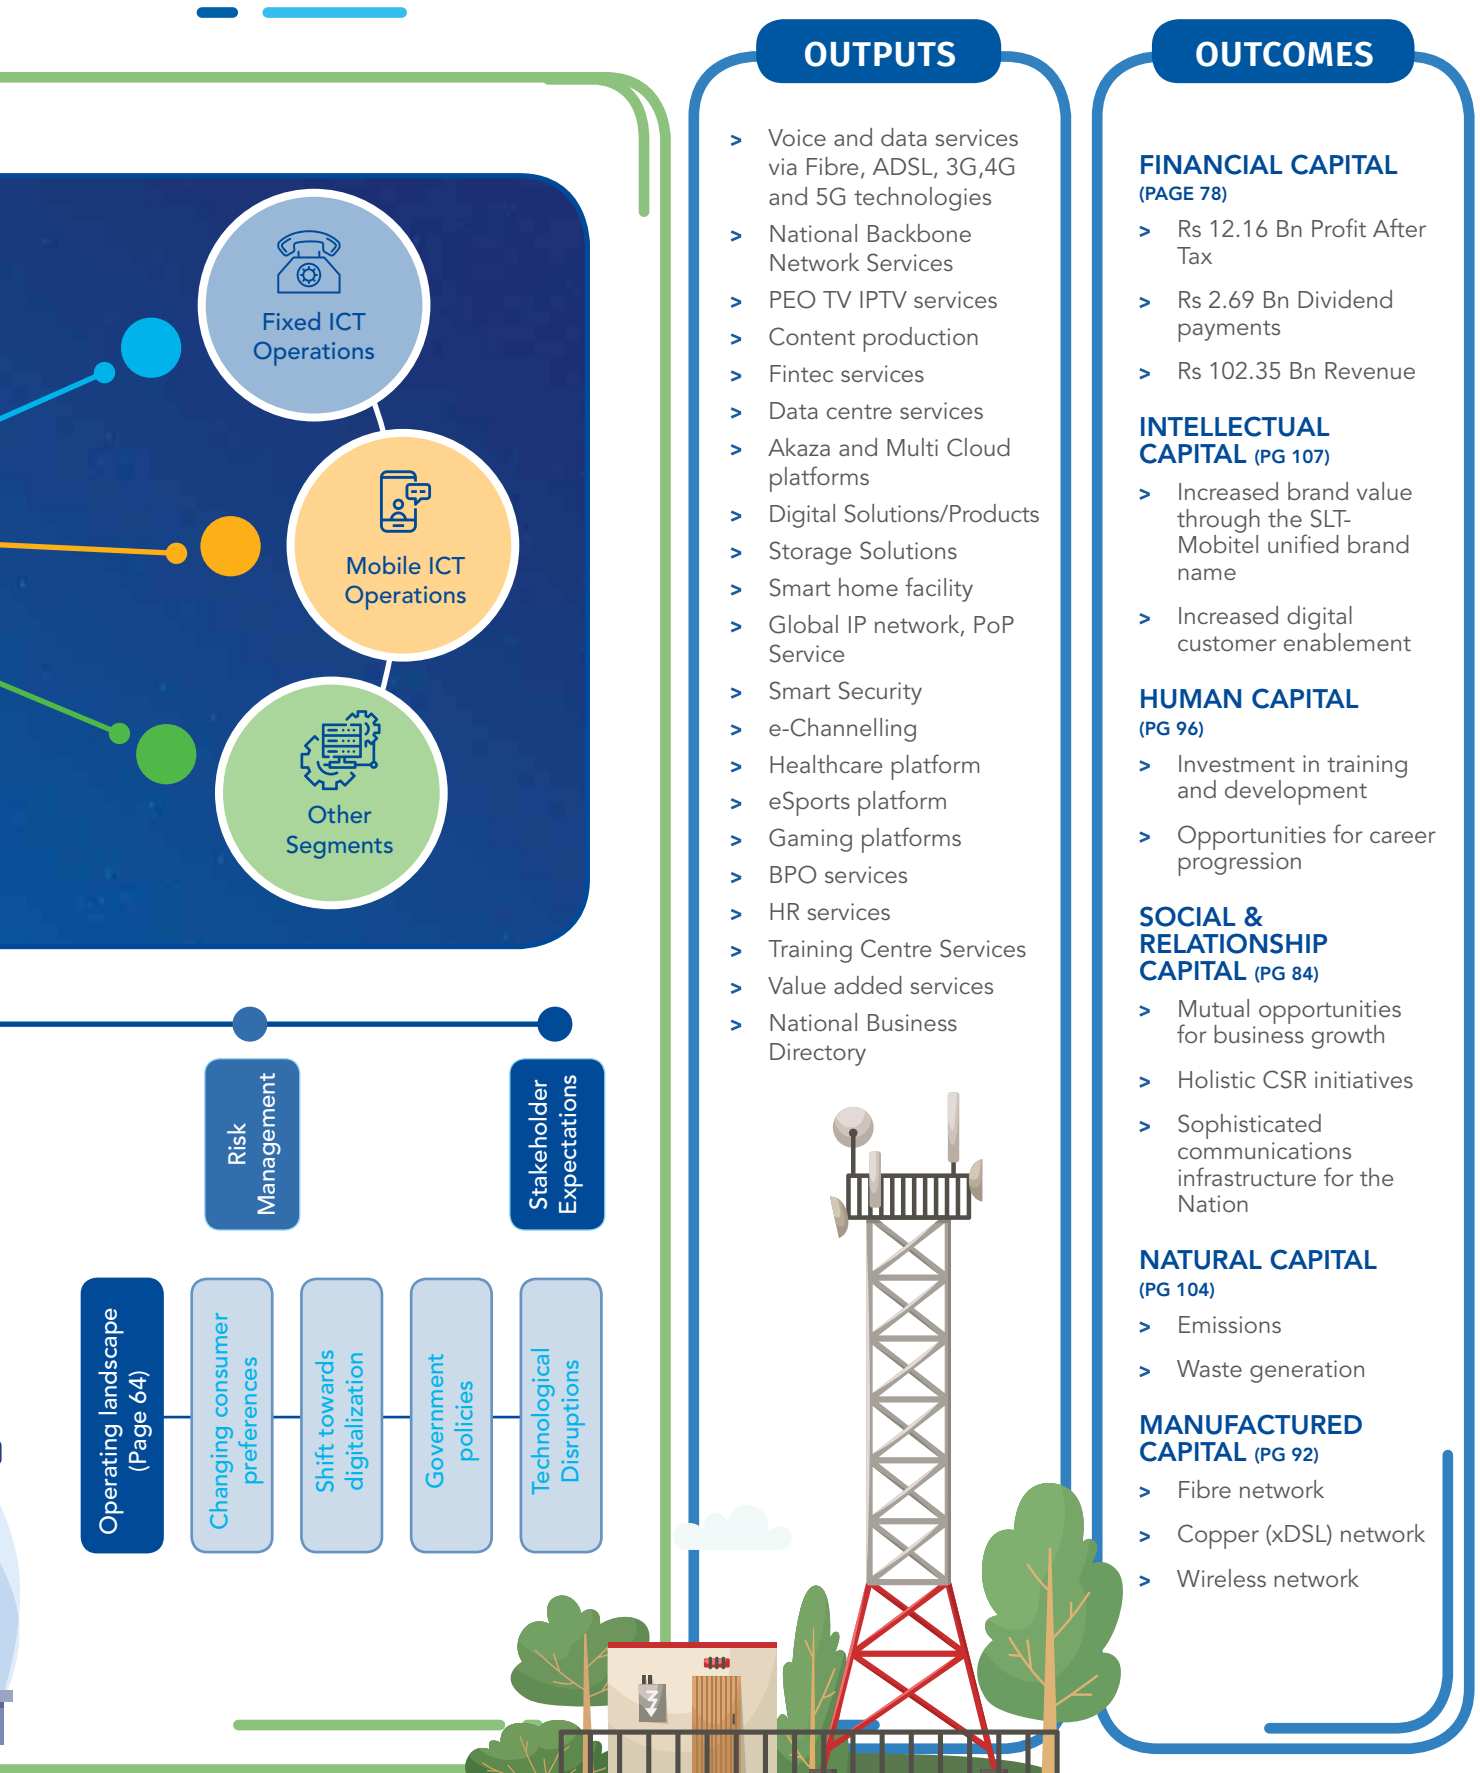 Fixed ICT
Operations
Mobile ICT
Operations
Other
Segments
Risk
Management
Stakeholder
Expectations
Operating landscape
(Page 64)
Changing consumer
preferences
Shift towards
digitalization
Government
policies
Technological
Disruptions
OUTPUTS
> Voice and data services
via Fibre, ADSL, 3G,4G
and 5G technologies
> National Backbone
Network Services
> PEO TV IPTV services
> Content production
> Fintec services
> Data centre services
> Akaza and Multi Cloud
platforms
> Digital Solutions/Products
> Storage Solutions
> Smart home facility
> Global IP network, PoP
Service
> Smart Security
> e-Channelling
> Healthcare platform
> eSports platform
> Gaming platforms
> BPO services
> HR services
> Training Centre Services
> Value added services
> National Business
Directory
OUTCOMES
FINANCIAL CAPITAL
(PAGE 78)
> Rs 12.16 Bn Profit After
Tax
> Rs 2.69 Bn Dividend
payments
> Rs 102.35 Bn Revenue
INTELLECTUAL
CAPITAL (PG 107)
> Increased brand value
through the SLT-
Mobitel unified brand
name
> Increased digital
customer enablement
HUMAN CAPITAL
(PG 96)
> Investment in training
and development
> Opportunities for career
progression
SOCIAL &
RELATIONSHIP
CAPITAL (PG 84)
> Mutual opportunities
for business growth
> Holistic CSR initiatives
> Sophisticated
communications
infrastructure for the
Nation
NATURAL CAPITAL
(PG 104)
> Emissions
> Waste generation
MANUFACTURED
CAPITAL (PG 92)
> Fibre network
> Copper (xDSL) network
> Wireless network